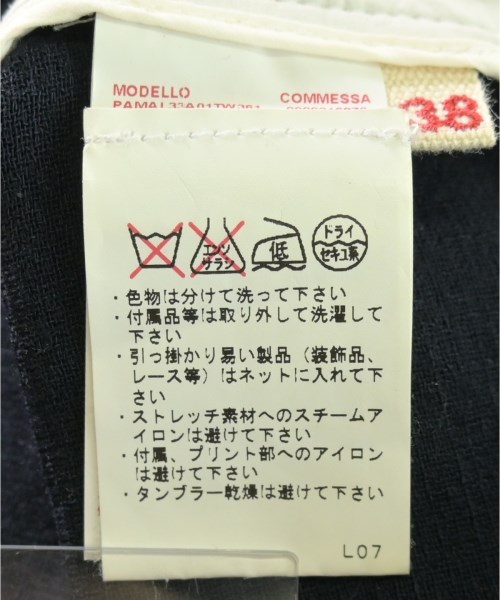 MODELLO
COMMESSA
38
エンソ
サラシ
低
ドライ
セキユ系
・色物は分けて洗って下さい
・付属品等は取り外して洗濯して
下さい
・引っ掛かり易い製品（装飾品、
レース等）はネットに入れて下
さい
・ストレッチ素材へのスチームア
イロンは避けて下さい
・付属、プリント部へのアイロン
は避けて下さい
・タンブラー乾燥は避けて下さい
L07